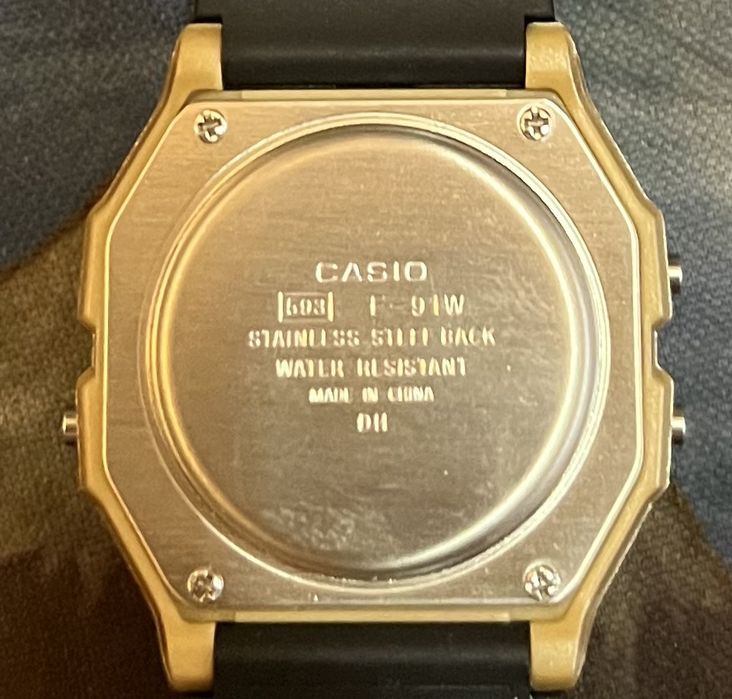 CASIO
593 F-91W
STAINLESS STEEL BACK
WATER RESISTANT
MADE IN CHINA
DH